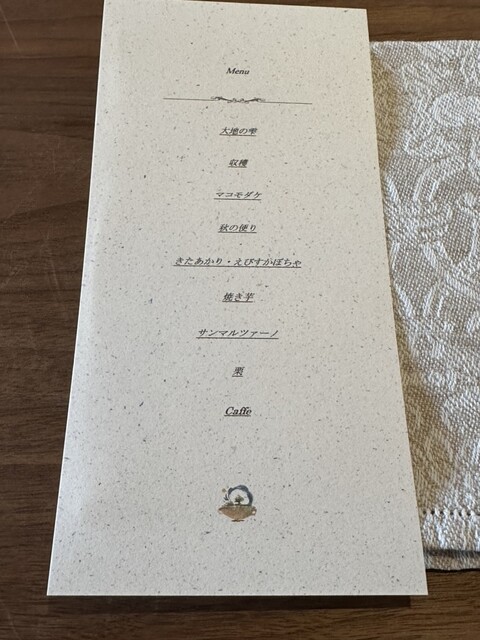 Menu
大地の雫
収穫
マコモダケ
秋の便り
きたあかり・えびすかぼちゃ
焼き芋
サンマルツァーノ
栗
Caffe